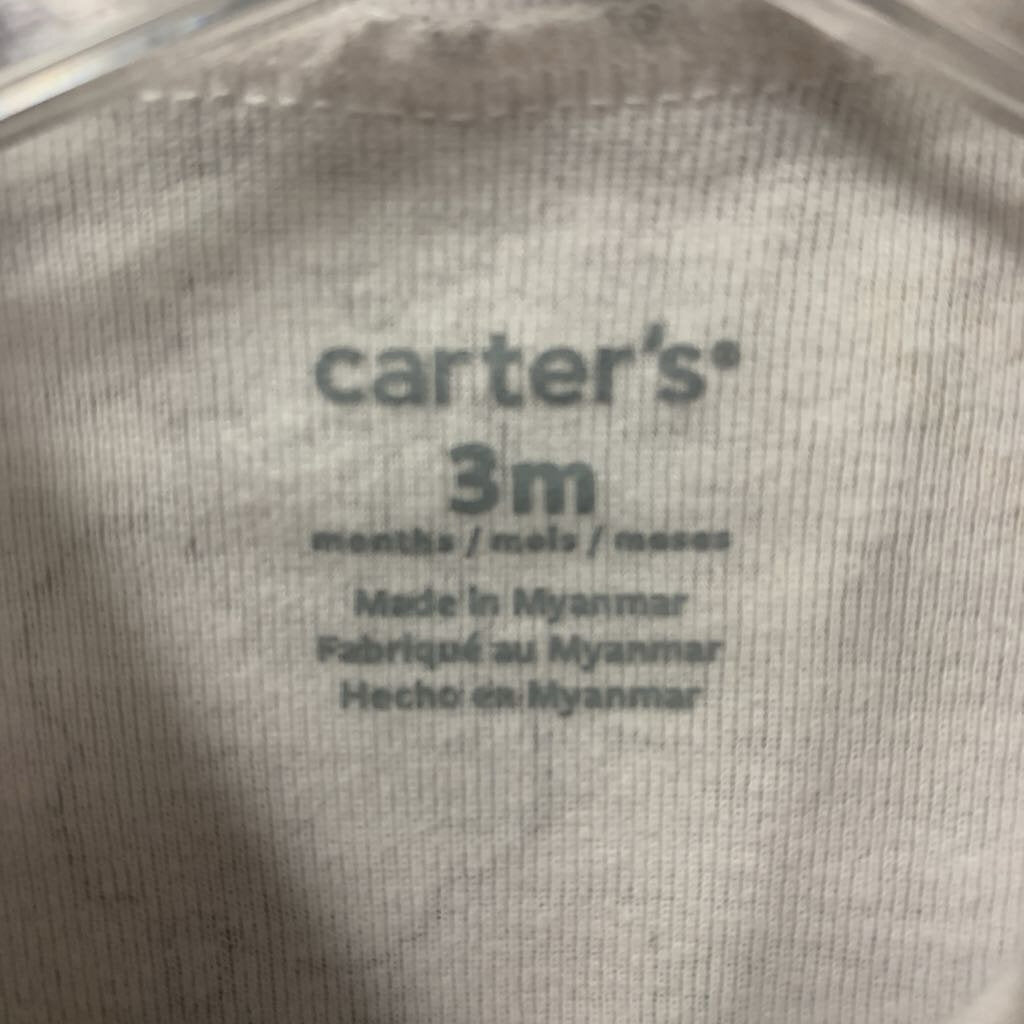 carter's®
3m
months / mois / meses
Made in Myanmar
Fabriqué au Myanmar
Hecho en Myanmar